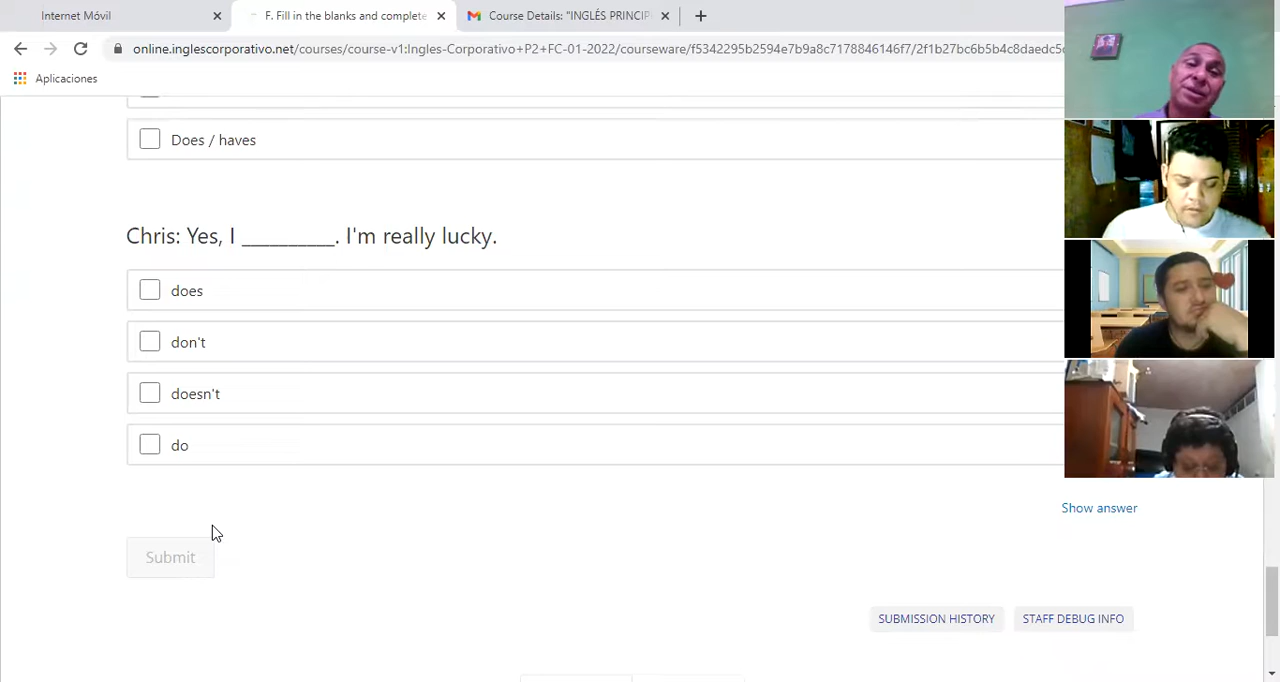 Internet Móvil
F. Fill in the blanks and complete
Course Details: "INGLÉS PRINCIP
online.inglescorporativo.net/courses/course-v1:Ingles-Corporativo+P2+FC-01-2022/courseware/f5342295b2594e7b9a8c7178846146f7/2f1b27bc6b5b4c8daedc5c
Aplicaciones
Does / haves
Chris: Yes, I __________. I'm really lucky.
does
don't
doesn't
do
Show answer
Submit
SUBMISSION HISTORY
STAFF DEBUG INFO